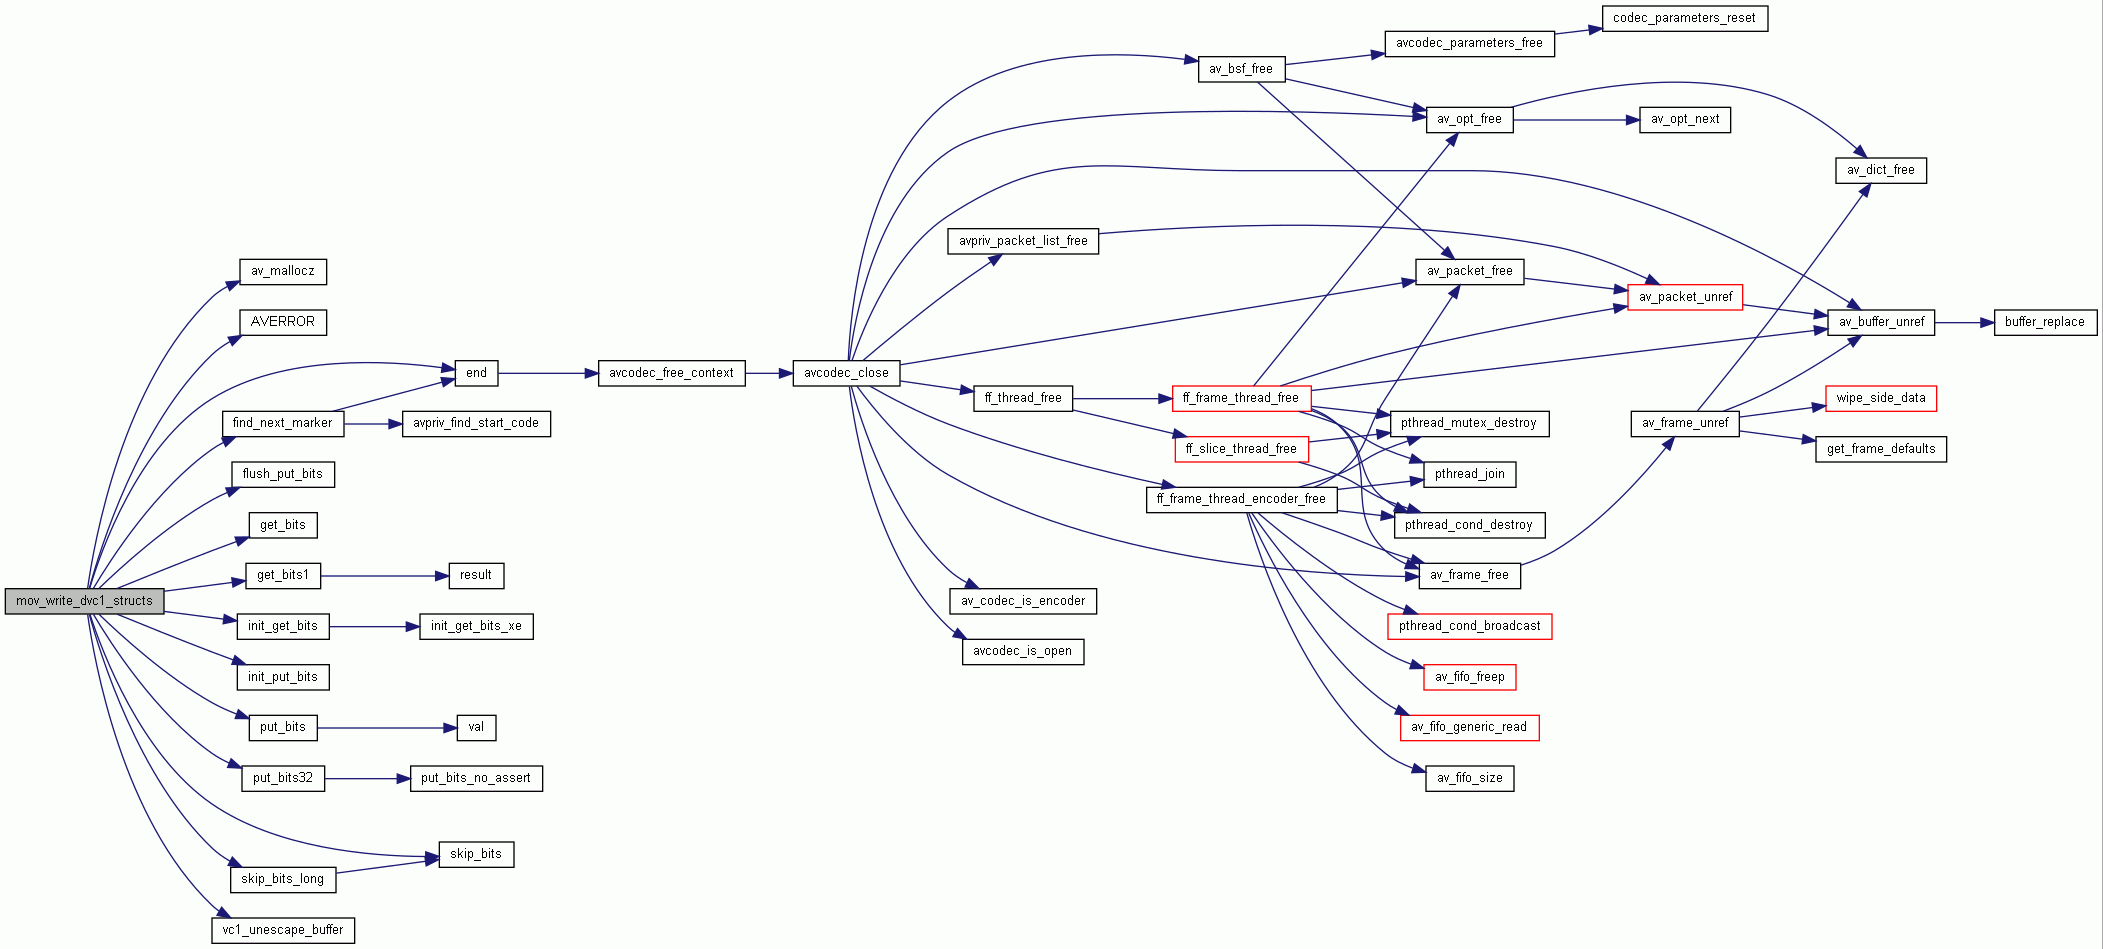 codec_parameters_reset
avcodec_parameters_free
av_bsf_free
av_opt_free
av_opt_next
av_dict_free
avpriv_packet_list_free
av_mallocz
av_packet_free
av_packet_unref
AVERROR
av_buffer_unref
buffer_replace
end
avcodec_free_context
avcodec_close
ff_thread_free
ff_frame_thread_free
wipe_side_data
find_next_marker
avpriv_find_start_code
pthread_mutex_destroy
av_frame_unref
ff_slice_thread_free
get_frame_defaults
flush_put_bits
pthread_join
ff_frame_thread_encoder_free
get_bits
pthread_cond_destroy
get_bits1
result
av_frame_free
mov_write_dvc1_structs
av_codec_is_encoder
init_get_bits
init_get_bits_xe
pthread_cond_broadcast
avcodec_is_open
init_put_bits
av_fifo_freep
put_bits
val
av_fifo_generic_read
put_bits32
put_bits_no_assert
av_fifo_size
skip_bits
skip_bits_long
vc1_unescape_buffer